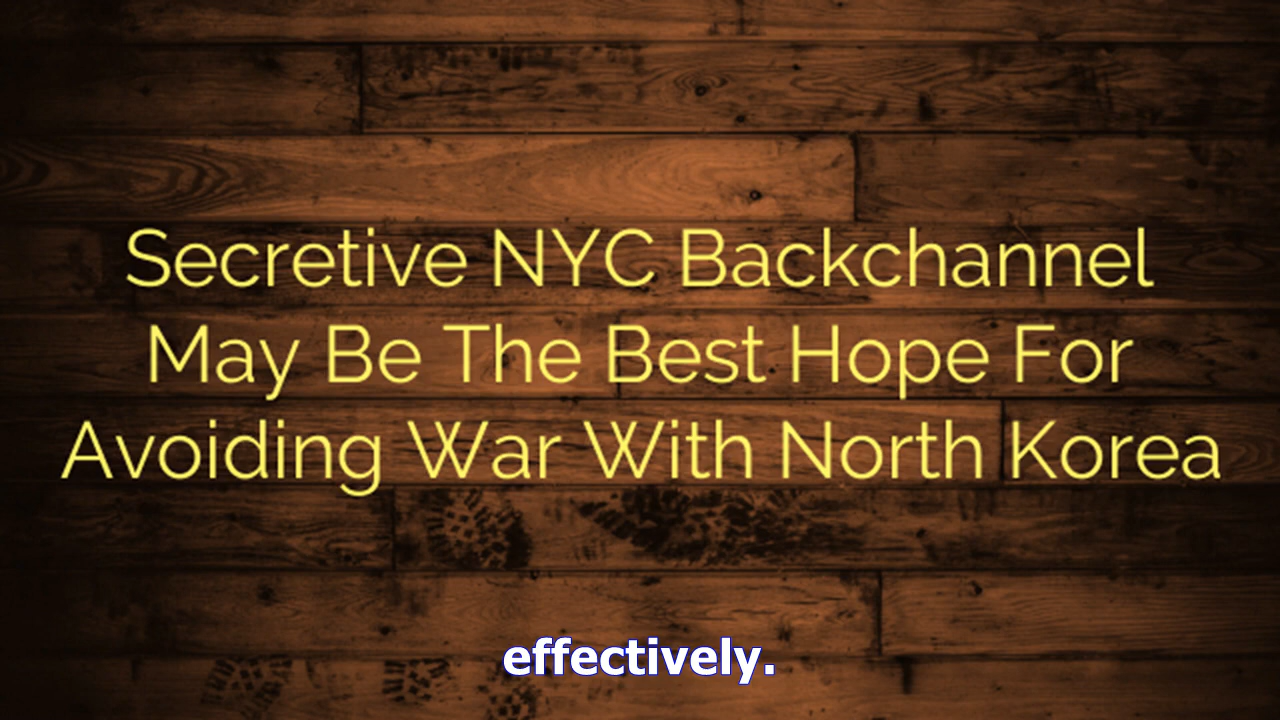 Secretive NYC Backchannel
May Be The Best Hope For
Avoiding War With North Korea
effectively.